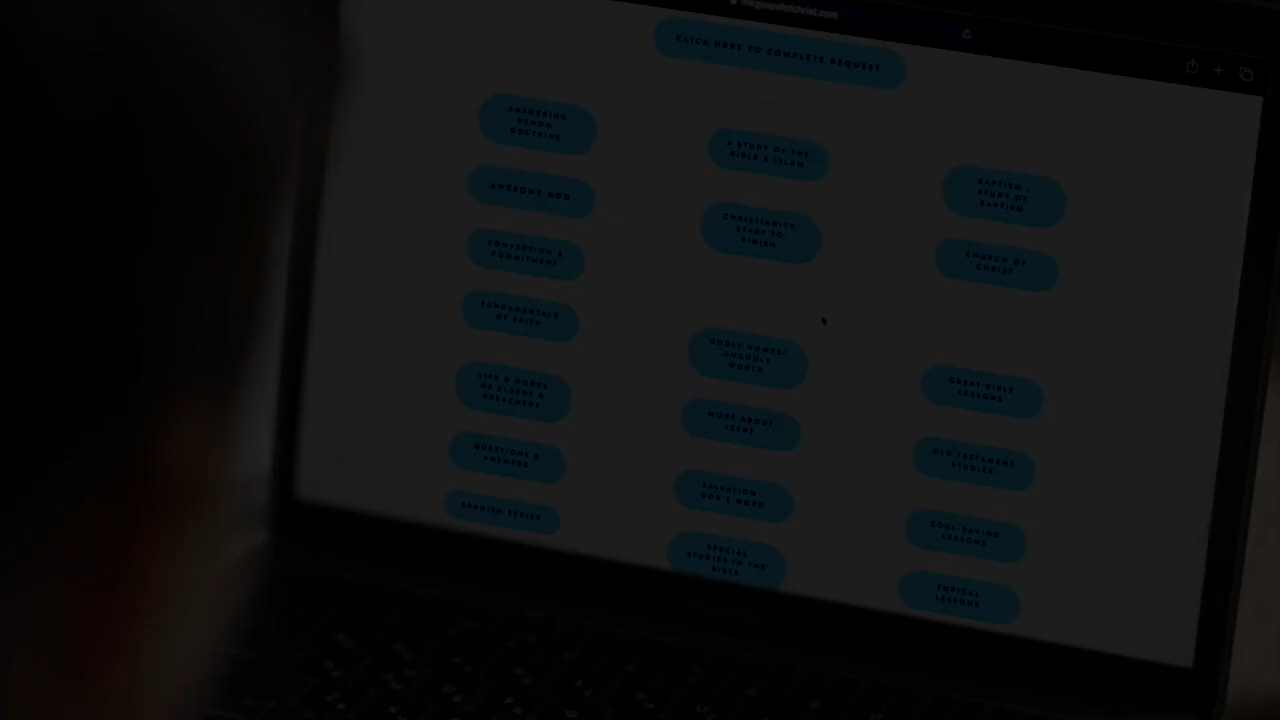 thegospelofchrist.com
CLICK HERE TO COMPLETE REQUEST
ANSWERING
DENOM
DOCTRINE
A STUDY OF THE
BIBLE & ISLAM
BAPTISM -
STUDY OF
BAPTISM
AWESOME GOD
CHRISTIANITY:
START TO
FINISH
CHURCH OF
CHRIST
CONVERSION &
COMMITMENT
FUNDAMENTALS
OF FAITH
GODLY HOMES/
UNGODLY
WORLD
GREAT BIBLE
LESSONS
LIFE & WORKS
OF ELDERS &
PREACHERS
MORE ABOUT
JESUS
OLD TESTAMENT
STUDIES
QUESTIONS &
ANSWERS
SALVATION -
GOD'S WORD
SOUL-SAVING
LESSONS
SPANISH SERIES
SPECIAL
STUDIES IN THE
BIBLE
TOPICAL
LESSONS